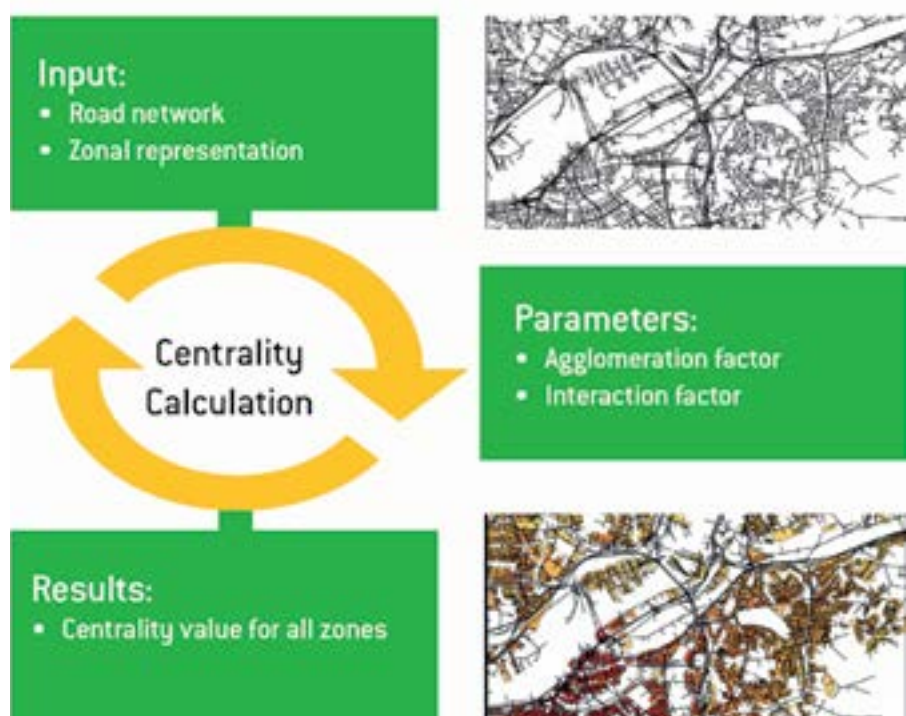 Input:
• Road network
• Zonal representation
Centrality
Calculation
Parameters:
• Agglomeration factor
• Interaction factor
Results:
• Centrality value for all zones